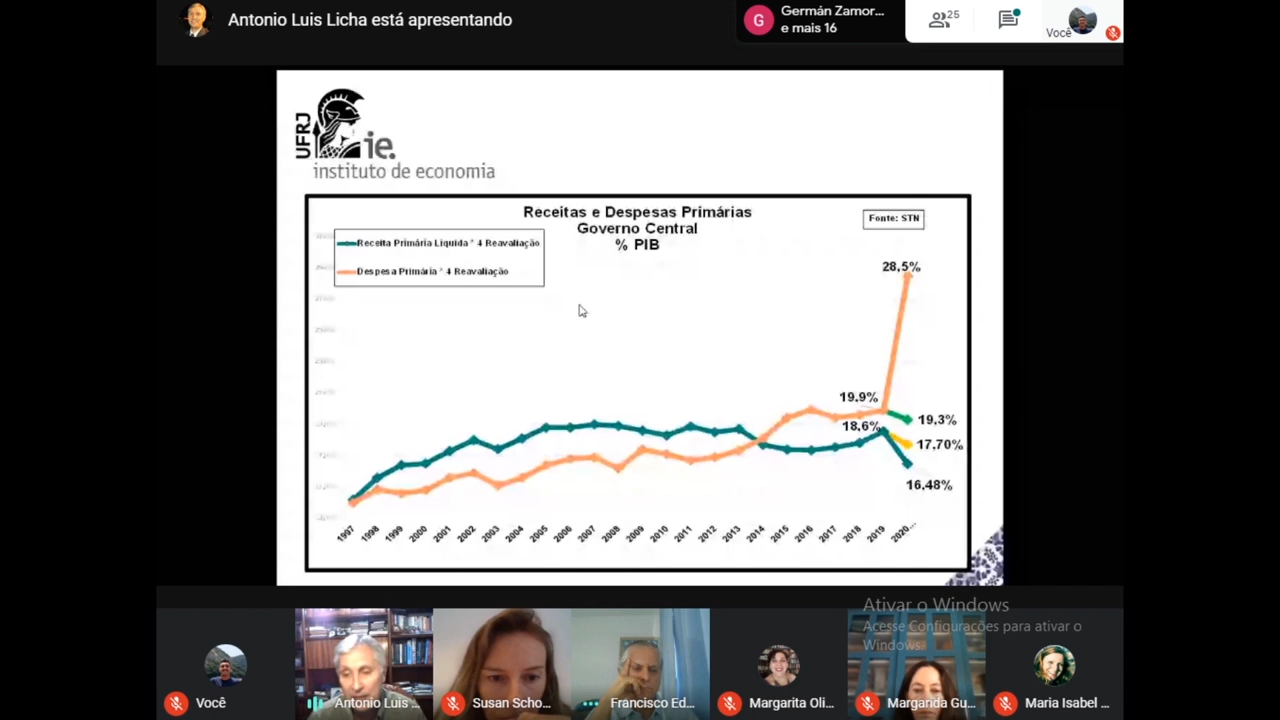 Antonio Luis Licha está apresentando
G
Germán Zamor...
e mais 16
25
Você
UFRJ
ie.
instituto de economia
Receitas e Despesas Primárias
Governo Central
% PIB
Fonte: STN
Receita Primária Líquida * 4 Reavaliação
Despesa Primária * 4 Reavaliação
28,5%
19,9%
19,3%
18,6%
17,70%
16,48%
1997 1998 1999 2000 2001 2002 2003 2004 2005 2006 2007 2008 2009 2010 2011 2012 2013 2014 2015 2016 2017 2018 2019 2020...
Ativar o Windows
Acesse Configurações para ativar o
Windows.
Você
Antonio Luis ...
Susan Scho...
Francisco Ed...
Margarita Oli...
Margarida Gu...
Maria Isabel ...